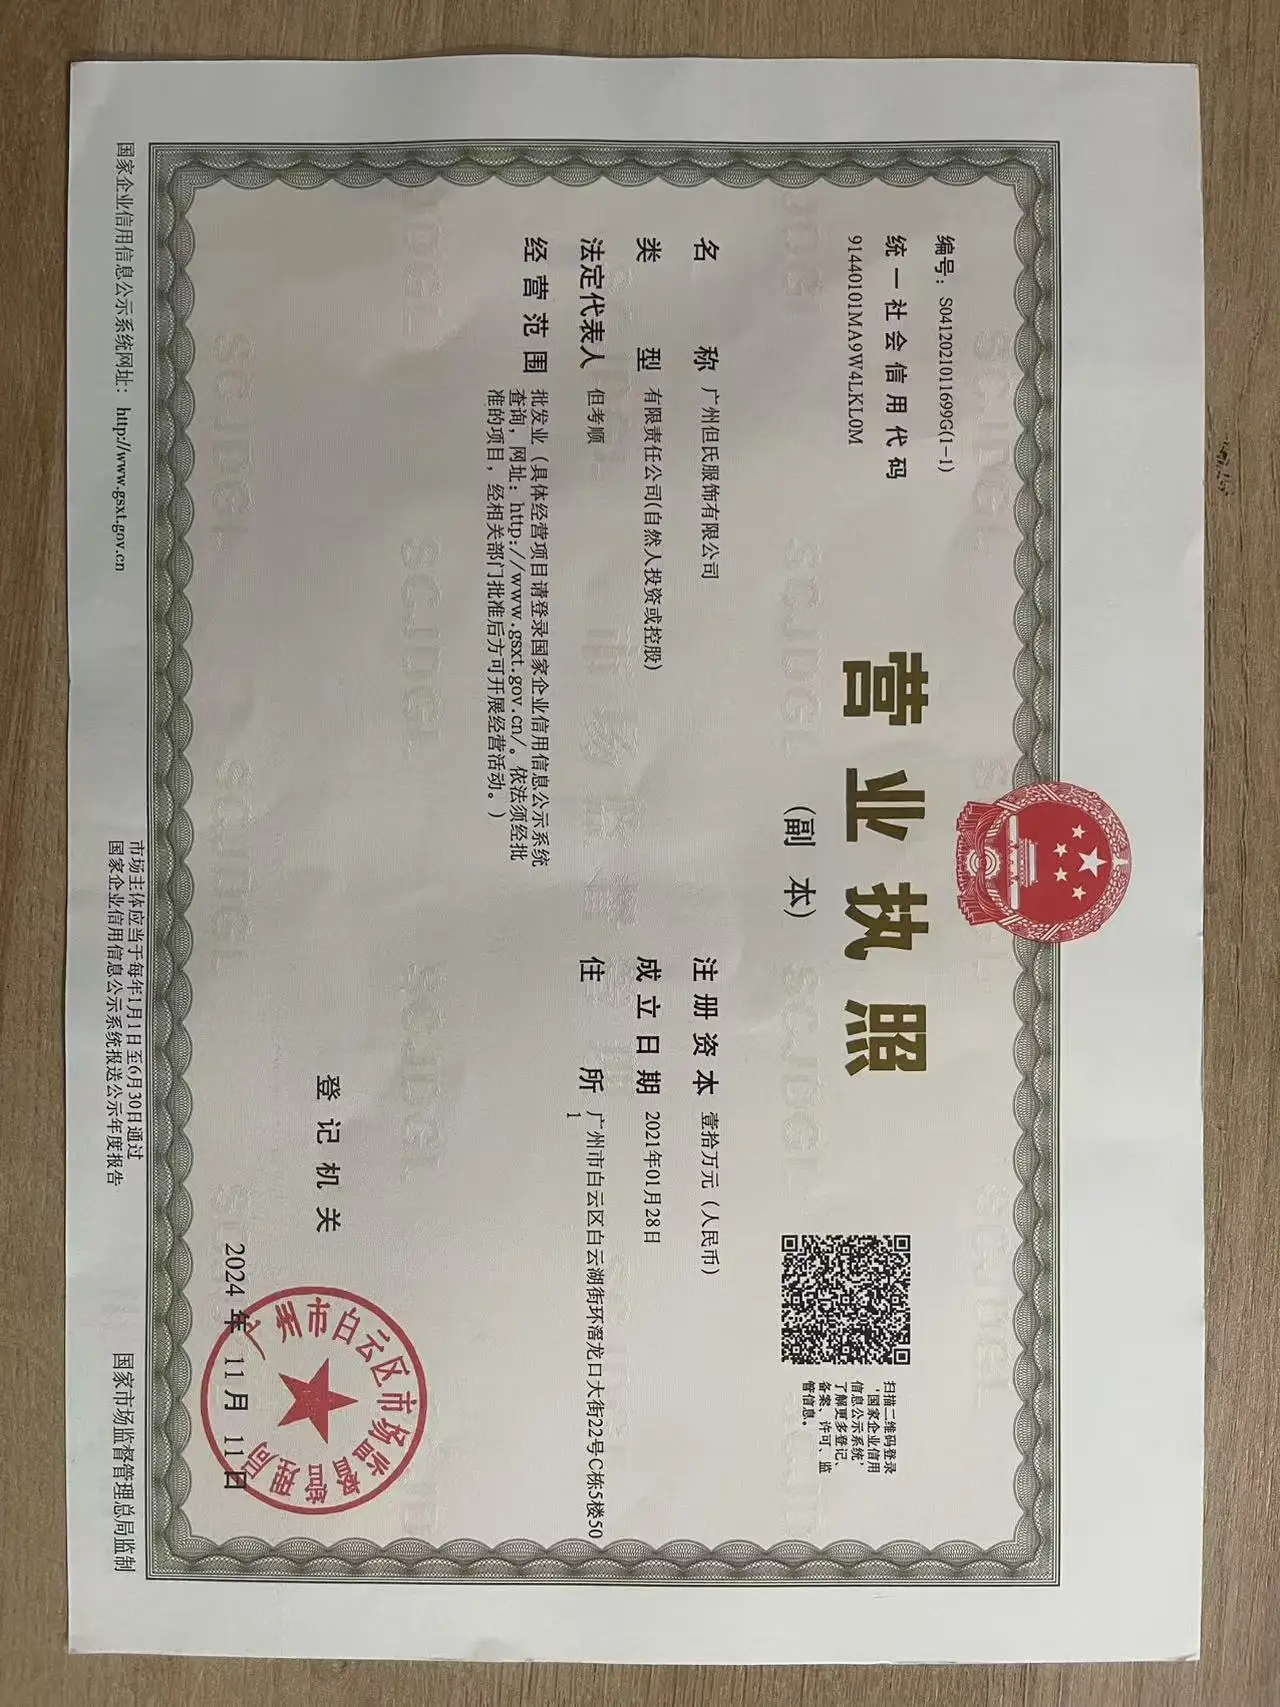 编号：S0412021011699G(1-1)
统一社会信用代码
91440101MA9W4LKL0M
营业执照
（副本）
扫描二维码登录
‘国家企业信用
信息公示系统’
了解更多登记、
备案、许可、监
管信息。
名称 广州但氏服饰有限公司
类型 有限责任公司(自然人投资或控股)
法定代表人 但考顺
经营范围 批发业（具体经营项目请登录国家企业信用信息公示系统
查询，网址：http://www.gsxt.gov.cn/。依法须经批
准的项目，经相关部门批准后方可开展经营活动。）
注册资本 壹拾万元（人民币）
成立日期 2021年01月28日
住所 广州市白云区白云湖街环滘龙口大街22号C栋5楼50
1
登记机关
广州市白云区市场监督管理局
2024年11月11日
国家企业信用信息公示系统网址：http://www.gsxt.gov.cn
市场主体应当于每年1月1日至6月30日通过
国家企业信用信息公示系统报送公示年度报告
国家市场监督管理总局监制
SCJDGL